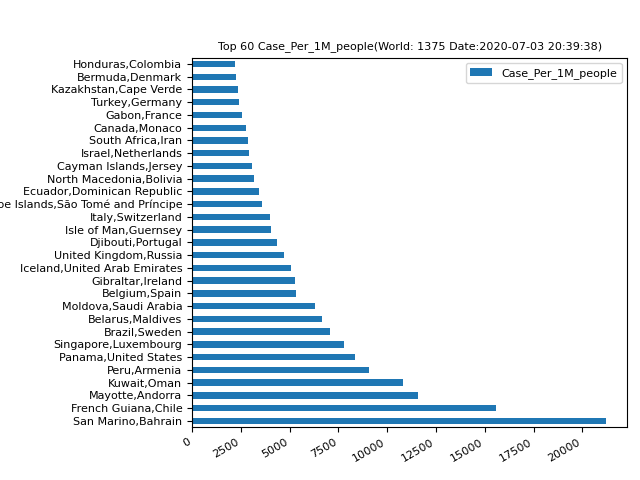 Top 60 Case_Per_1M_people(World: 1375 Date:2020-07-03 20:39:38)
Case_Per_1M_people
Honduras,Colombia
Bermuda,Denmark
Kazakhstan,Cape Verde
Turkey,Germany
Gabon,France
Canada,Monaco
South Africa,Iran
Israel,Netherlands
Cayman Islands,Jersey
North Macedonia,Bolivia
Ecuador,Dominican Republic
oe Islands,São Tomé and Príncipe
Italy,Switzerland
Isle of Man,Guernsey
Djibouti,Portugal
United Kingdom,Russia
Iceland,United Arab Emirates
Gibraltar,Ireland
Belgium,Spain
Moldova,Saudi Arabia
Belarus,Maldives
Brazil,Sweden
Singapore,Luxembourg
Panama,United States
Peru,Armenia
Kuwait,Oman
Mayotte,Andorra
French Guiana,Chile
San Marino,Bahrain
0 2500 5000 7500 10000 12500 15000 17500 20000